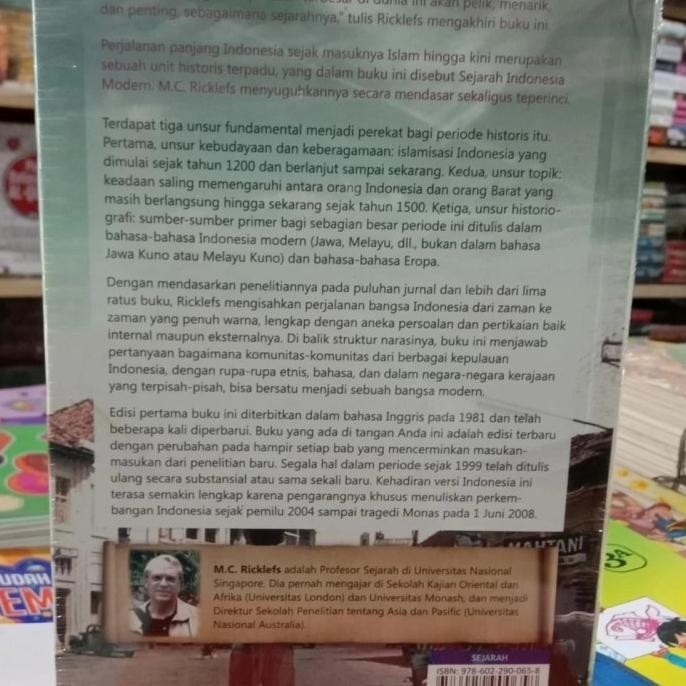 dan penting, sebagaimana sejarahnya," tulis Ricklefs mengakhiri buku ini.
Perjalanan panjang Indonesia sejak masuknya Islam hingga kini merupakan
sebuah unit historis terpadu, yang dalam buku ini disebut Sejarah Indonesia
Modern. M.C. Ricklefs menyuguhkannya secara mendasar sekaligus teperinci.
Terdapat tiga unsur fundamental menjadi perekat bagi periode historis itu.
Pertama, unsur kebudayaan dan keberagamaan: islamisasi Indonesia yang
dimulai sejak tahun 1200 dan berlanjut sampai sekarang. Kedua, unsur topik:
keadaan saling memengaruhi antara orang Indonesia dan orang Barat yang
masih berlangsung hingga sekarang sejak tahun 1500. Ketiga, unsur historio-
grafi: sumber-sumber primer bagi sebagian besar periode ini ditulis dalam
bahasa-bahasa Indonesia modern (Jawa, Melayu, dll., bukan dalam bahasa
Jawa Kuno atau Melayu Kuno) dan bahasa-bahasa Eropa.
Dengan mendasarkan penelitiannya pada puluhan jurnal dan lebih dari lima
ratus buku, Ricklefs mengisahkan perjalanan bangsa Indonesia dari zaman ke
zaman yang penuh warna, lengkap dengan aneka persoalan dan pertikaian baik
internal maupun eksternalnya. Di balik struktur narasinya, buku ini menjawab
pertanyaan bagaimana komunitas-komunitas dari berbagai kepulauan
Indonesia, dengan rupa-rupa etnis, bahasa, dan dalam negara-negara kerajaan
yang terpisah-pisah, bisa bersatu menjadi sebuah bangsa modern.
Edisi pertama buku ini diterbitkan dalam bahasa Inggris pada 1981 dan telah
beberapa kali diperbarui. Buku yang ada di tangan Anda ini adalah edisi terbaru
dengan perubahan pada hampir setiap bab yang mencerminkan masukan-
masukan dari penelitian baru. Segala hal dalam periode sejak 1999 telah ditulis
ulang secara substansial atau sama sekali baru. Kehadiran versi Indonesia ini
terasa semakin lengkap karena pengarangnya khusus menuliskan perkem-
bangan Indonesia sejak pemilu 2004 sampai tragedi Monas pada 1 Juni 2008.
M.C. Ricklefs adalah Profesor Sejarah di Universitas Nasional
Singapore. Dia pernah mengajar di Sekolah Kajian Oriental dan
Afrika (Universitas London) dan Universitas Monash, dan menjadi
Direktur Sekolah Penelitian tentang Asia dan Pasific (Universitas
Nasional Australia).
SEJARAH
ISBN: 978-602-290-065-8